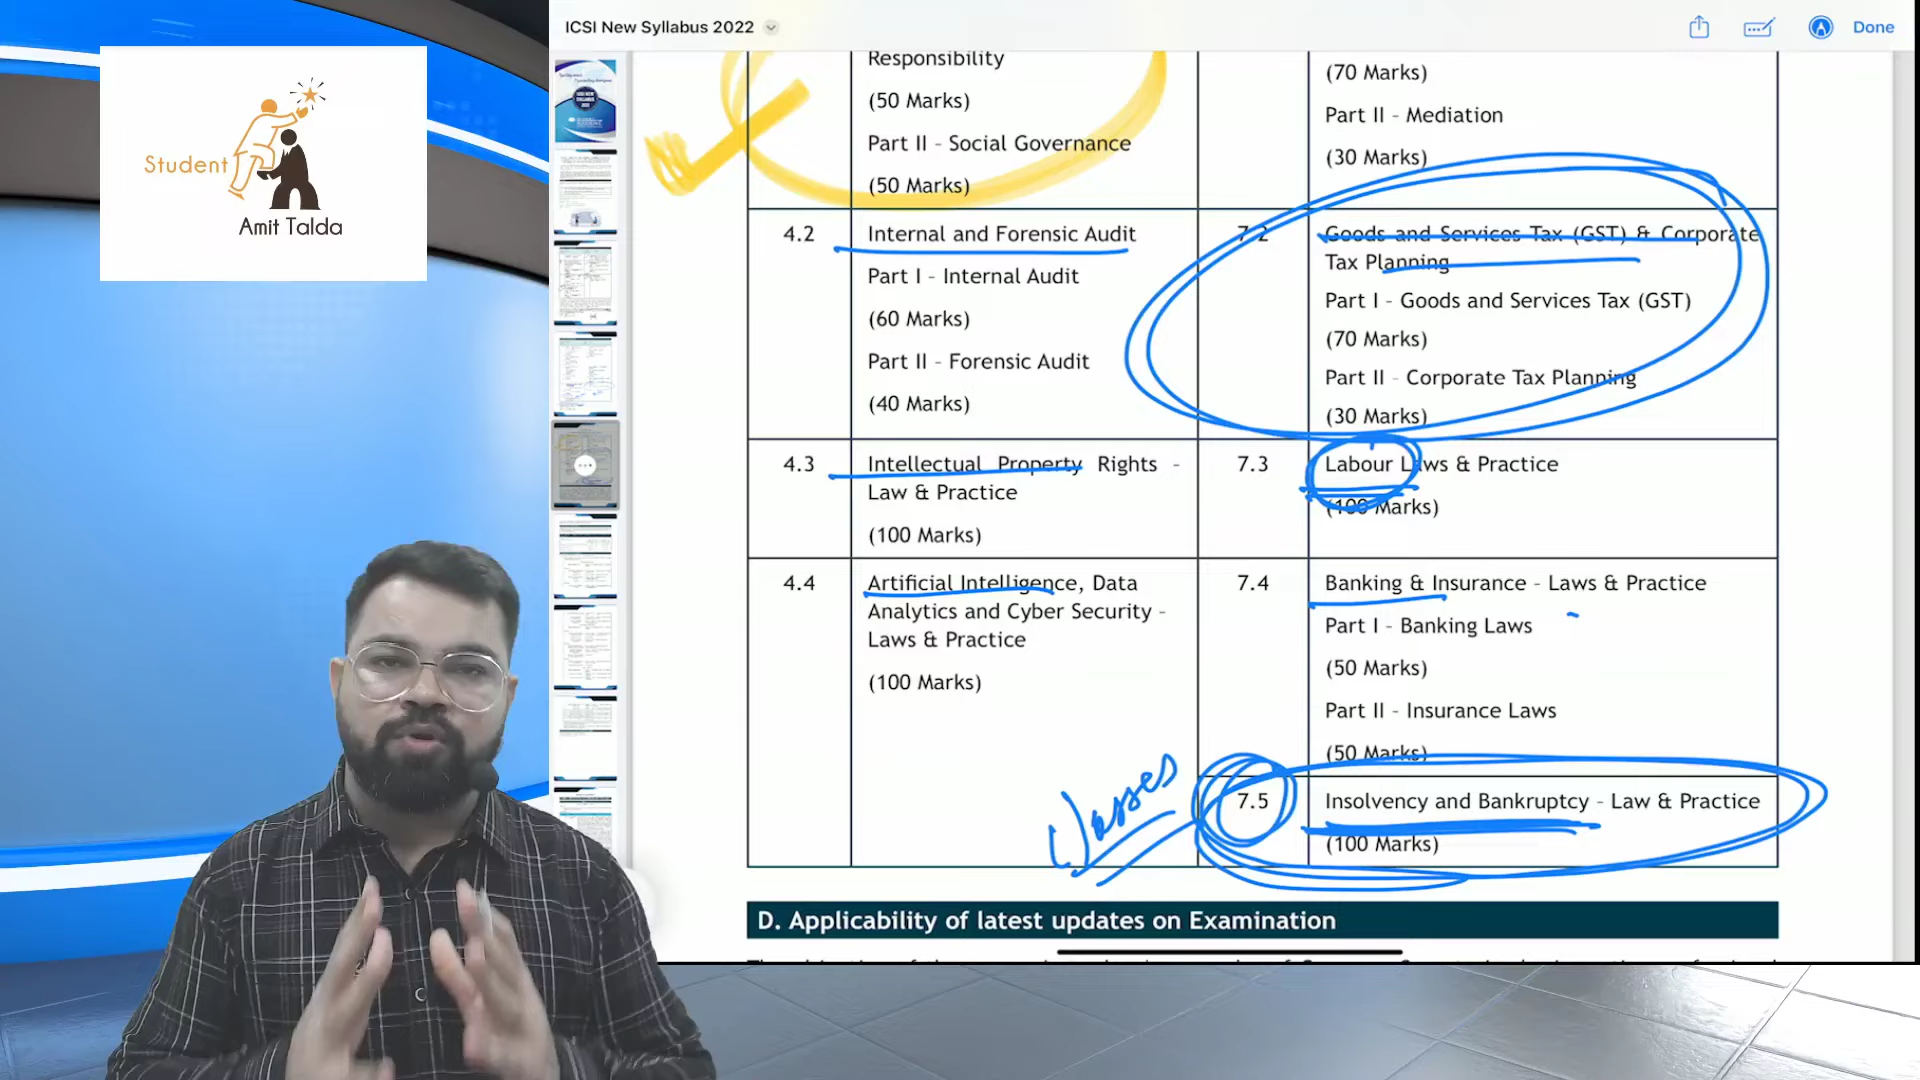 ICSI New Syllabus 2022
Done
Student
Amit Talda
Responsibility
(50 Marks)
Part II - Social Governance
(50 Marks)
(70 Marks)
Part II - Mediation
(30 Marks)
4.2
Internal and Forensic Audit
Part I - Internal Audit
(60 Marks)
Part II - Forensic Audit
(40 Marks)
7.2
Goods and Services Tax (GST) & Corporate
Tax Planning
Part I - Goods and Services Tax (GST)
(70 Marks)
Part II - Corporate Tax Planning
(30 Marks)
4.3
Intellectual Property Rights -
Law & Practice
(100 Marks)
7.3
Labour Laws & Practice
(100 Marks)
4.4
Artificial Intelligence, Data
Analytics and Cyber Security -
Laws & Practice
(100 Marks)
7.4
Banking & Insurance - Laws & Practice
Part I - Banking Laws
(50 Marks)
Part II - Insurance Laws
(50 Marks)
7.5
Insolvency and Bankruptcy - Law & Practice
(100 Marks)
D. Applicability of latest updates on Examination